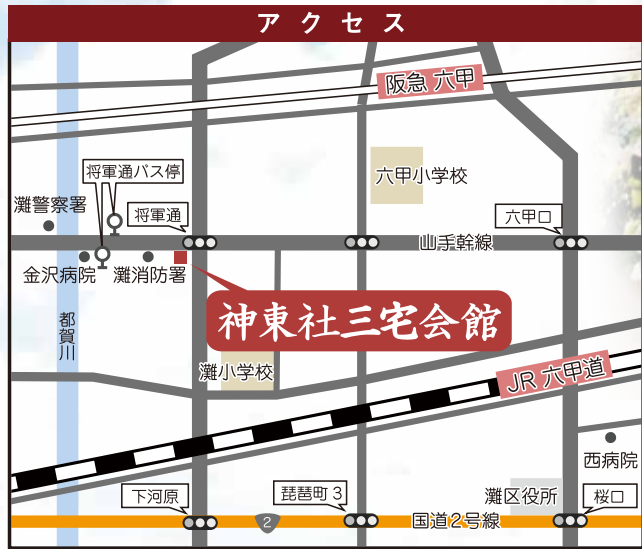 アクセス
阪急 六甲
将軍通バス停
六甲小学校
灘警察署
将軍通
六甲口
山手幹線
金沢病院
灘消防署
神東社三宅会館
都賀川
灘小学校
JR 六甲道
西病院
下河原
琵琶町3
灘区役所
桜口
2
国道2号線